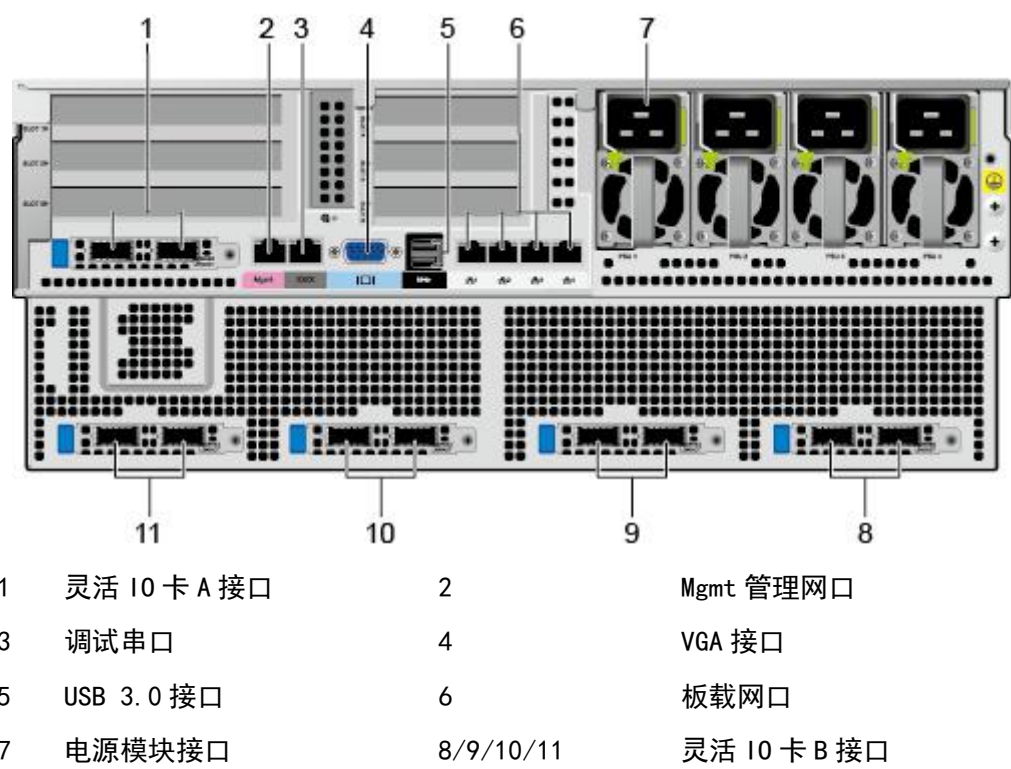 1 2 3 4 5 6 7
Mgmt
11 10 9 8
1 灵活 IO 卡 A 接口 2 Mgmt 管理网口
3 调试串口 4 VGA 接口
5 USB 3.0 接口 6 板载网口
7 电源模块接口 8/9/10/11 灵活 IO 卡 B 接口